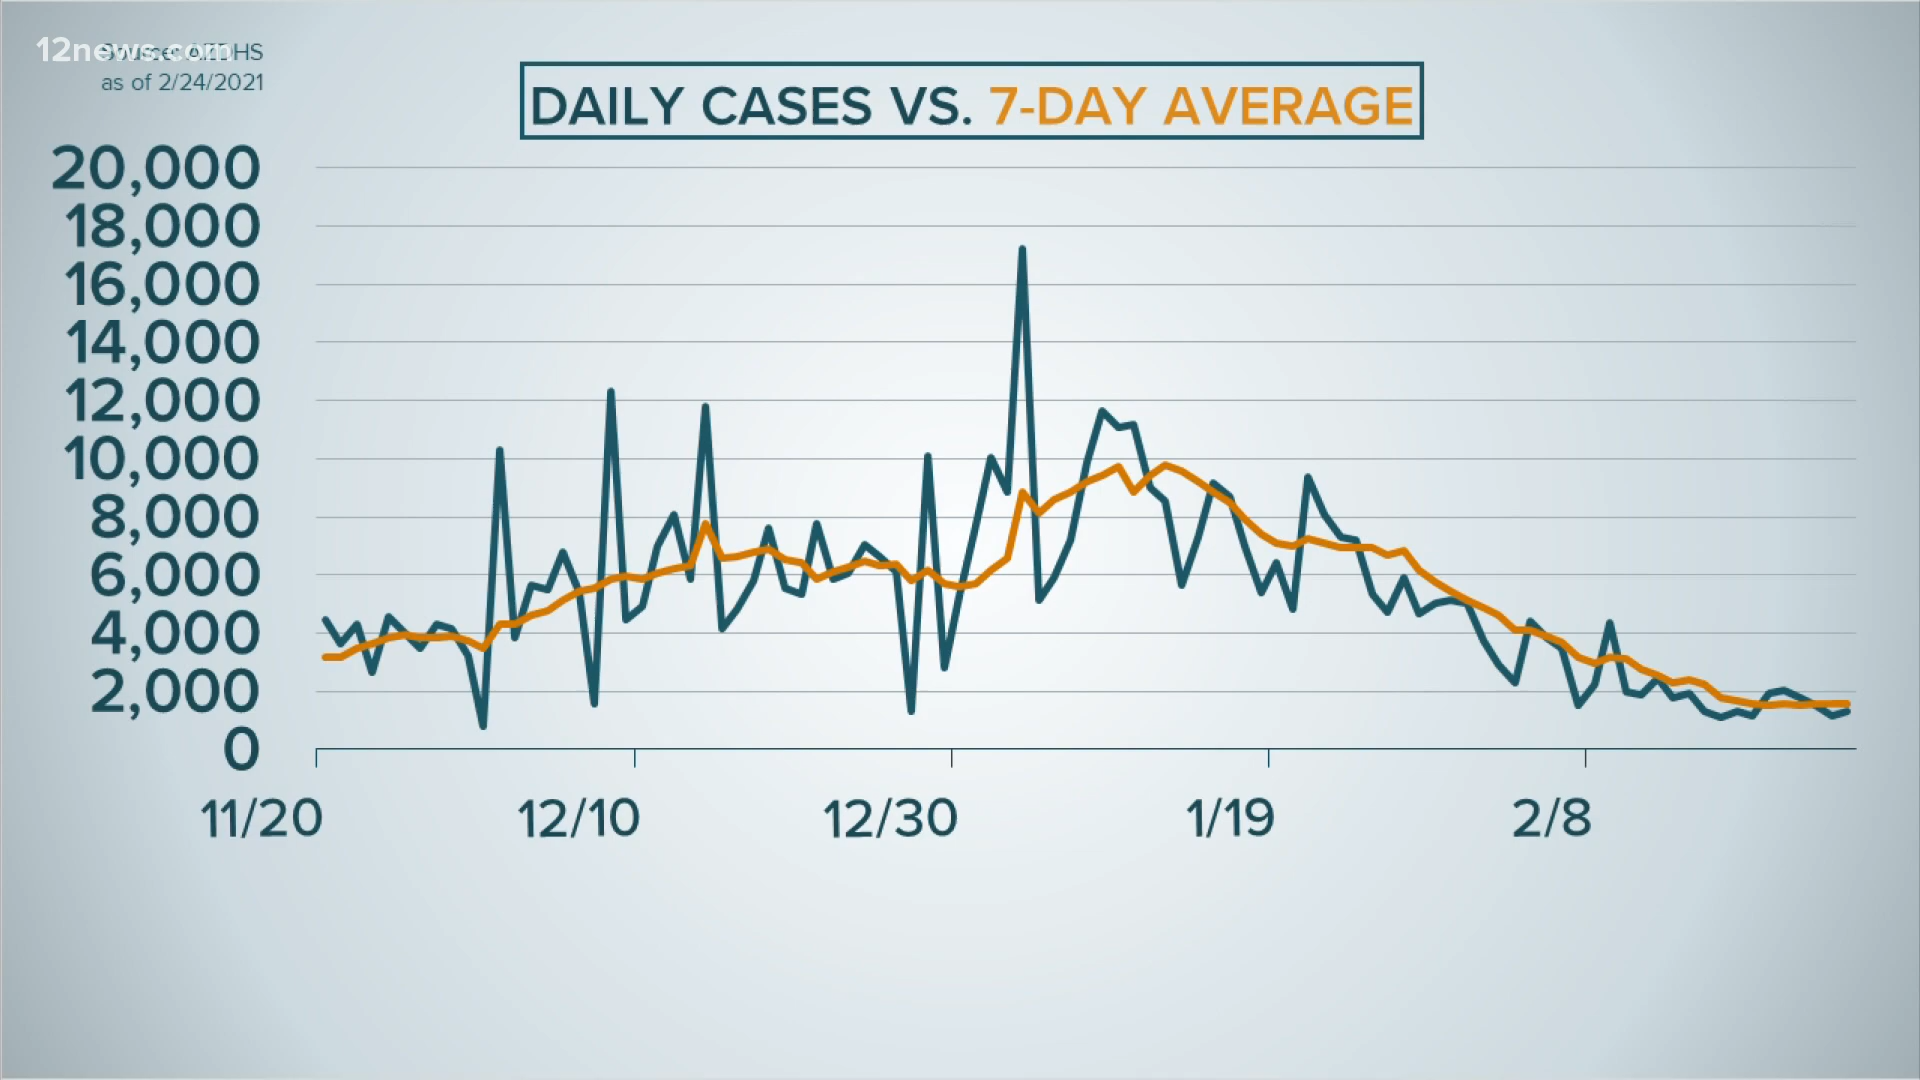 12news.com
as of 2/24/2021
DAILY CASES VS. 7-DAY AVERAGE
20,000
18,000
16,000
14,000
12,000
10,000
8,000
6,000
4,000
2,000
0
11/20 12/10 12/30 1/19 2/8